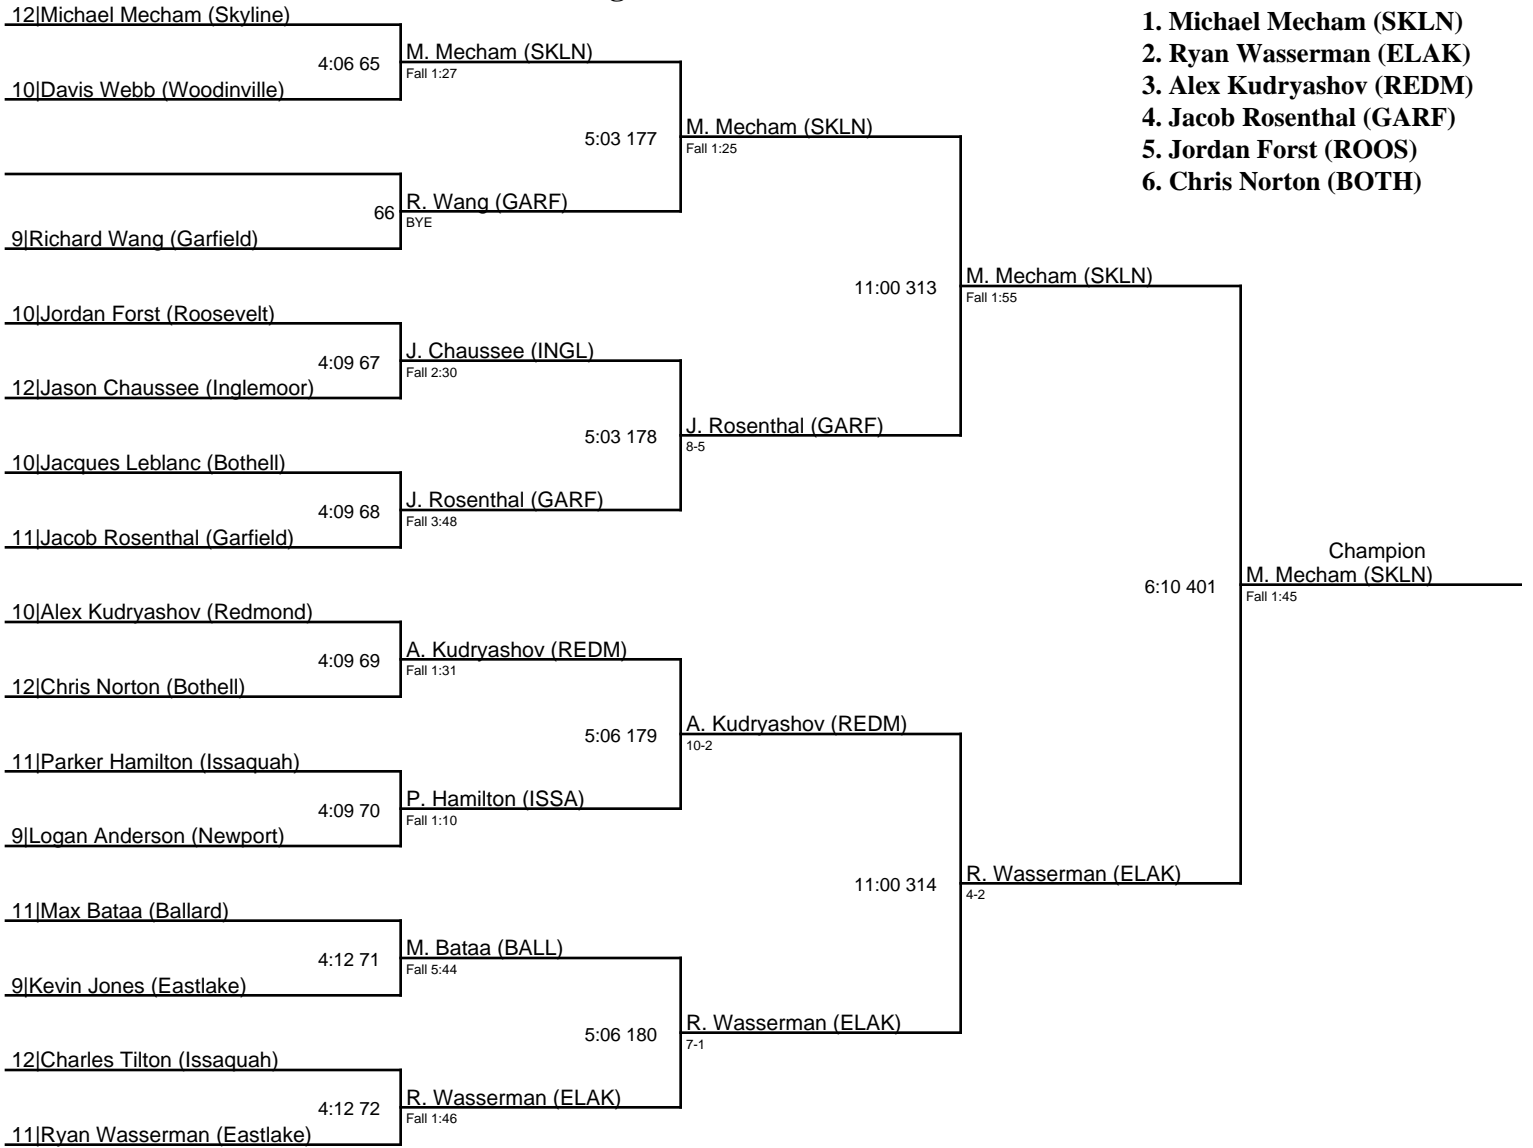 12|Michael Mecham (Skyline)
4:06 65
10|Davis Webb (Woodinville)
66
9|Richard Wang (Garfield)
10|Jordan Forst (Roosevelt)
4:09 67
12|Jason Chaussee (Inglemoor)
10|Jacques Leblanc (Bothell)
4:09 68
11|Jacob Rosenthal (Garfield)
10|Alex Kudryashov (Redmond)
4:09 69
12|Chris Norton (Bothell)
11|Parker Hamilton (Issaquah)
4:09 70
9|Logan Anderson (Newport)
11|Max Bataa (Ballard)
4:12 71
9|Kevin Jones (Eastlake)
12|Charles Tilton (Issaquah)
4:12 72
11|Ryan Wasserman (Eastlake)
M. Mecham (SKLN)
Fall 1:27
5:03 177
R. Wang (GARF)
BYE
J. Chaussee (INGL)
Fall 2:30
5:03 178
J. Rosenthal (GARF)
Fall 3:48
A. Kudryashov (REDM)
Fall 1:31
5:06 179
P. Hamilton (ISSA)
Fall 1:10
M. Bataa (BALL)
Fall 5:44
5:06 180
R. Wasserman (ELAK)
Fall 1:46
M. Mecham (SKLN)
Fall 1:25
11:00 313
J. Rosenthal (GARF)
8-5
A. Kudryashov (REDM)
10-2
11:00 314
R. Wasserman (ELAK)
7-1
M. Mecham (SKLN)
Fall 1:55
6:10 401
R. Wasserman (ELAK)
4-2
Champion
M. Mecham (SKLN)
Fall 1:45
1. Michael Mecham (SKLN)
2. Ryan Wasserman (ELAK)
3. Alex Kudryashov (REDM)
4. Jacob Rosenthal (GARF)
5. Jordan Forst (ROOS)
6. Chris Norton (BOTH)